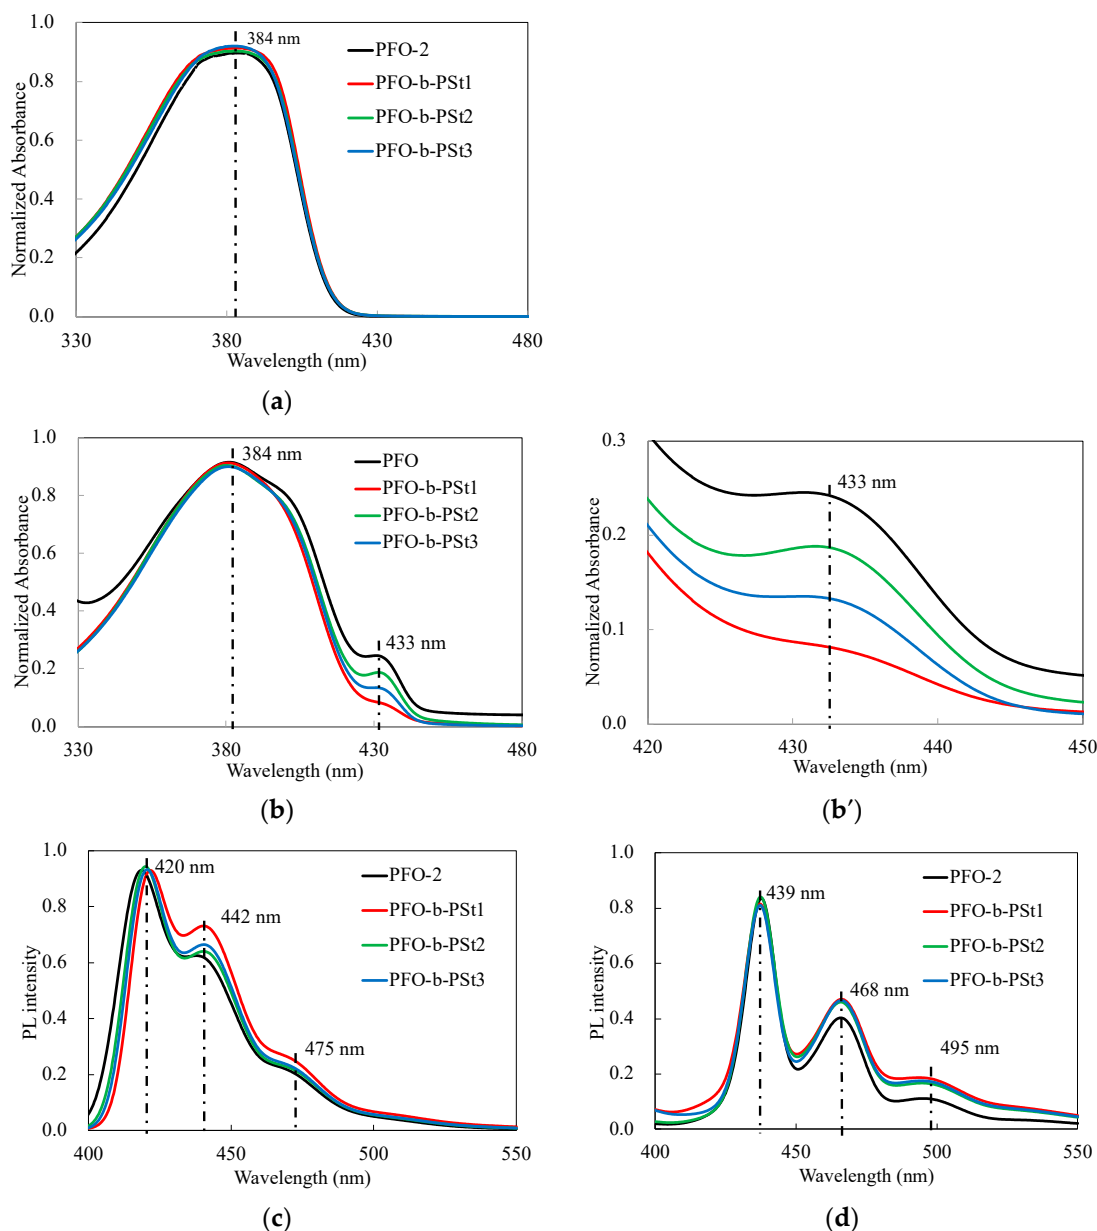 1.0
0.8
0.6
0.4
0.2
0.0
Normalized Absorbance
384 nm
PFO-2
PFO-b-PSt1
PFO-b-PSt2
PFO-b-PSt3
330 380 430 480
Wavelength (nm)
(a)
1.0
0.8
0.6
0.4
0.2
0.0
Normalized Absorbance
384 nm
433 nm
PFO
PFO-b-PSt1
PFO-b-PSt2
PFO-b-PSt3
330 380 430 480
Wavelength (nm)
(b)
0.3
0.2
0.1
0.0
Normalized Absorbance
433 nm
420 430 440 450
Wavelength (nm)
(b′)
1.0
0.8
0.6
0.4
0.2
0.0
PL intensity
420 nm
442 nm
475 nm
PFO-2
PFO-b-PSt1
PFO-b-PSt2
PFO-b-PSt3
400 450 500 550
Wavelength (nm)
(c)
1.0
0.8
0.6
0.4
0.2
0.0
PL intensity
439 nm
468 nm
495 nm
PFO-2
PFO-b-PSt1
PFO-b-PSt2
PFO-b-PSt3
400 450 500 550
Wavelength (nm)
(d)